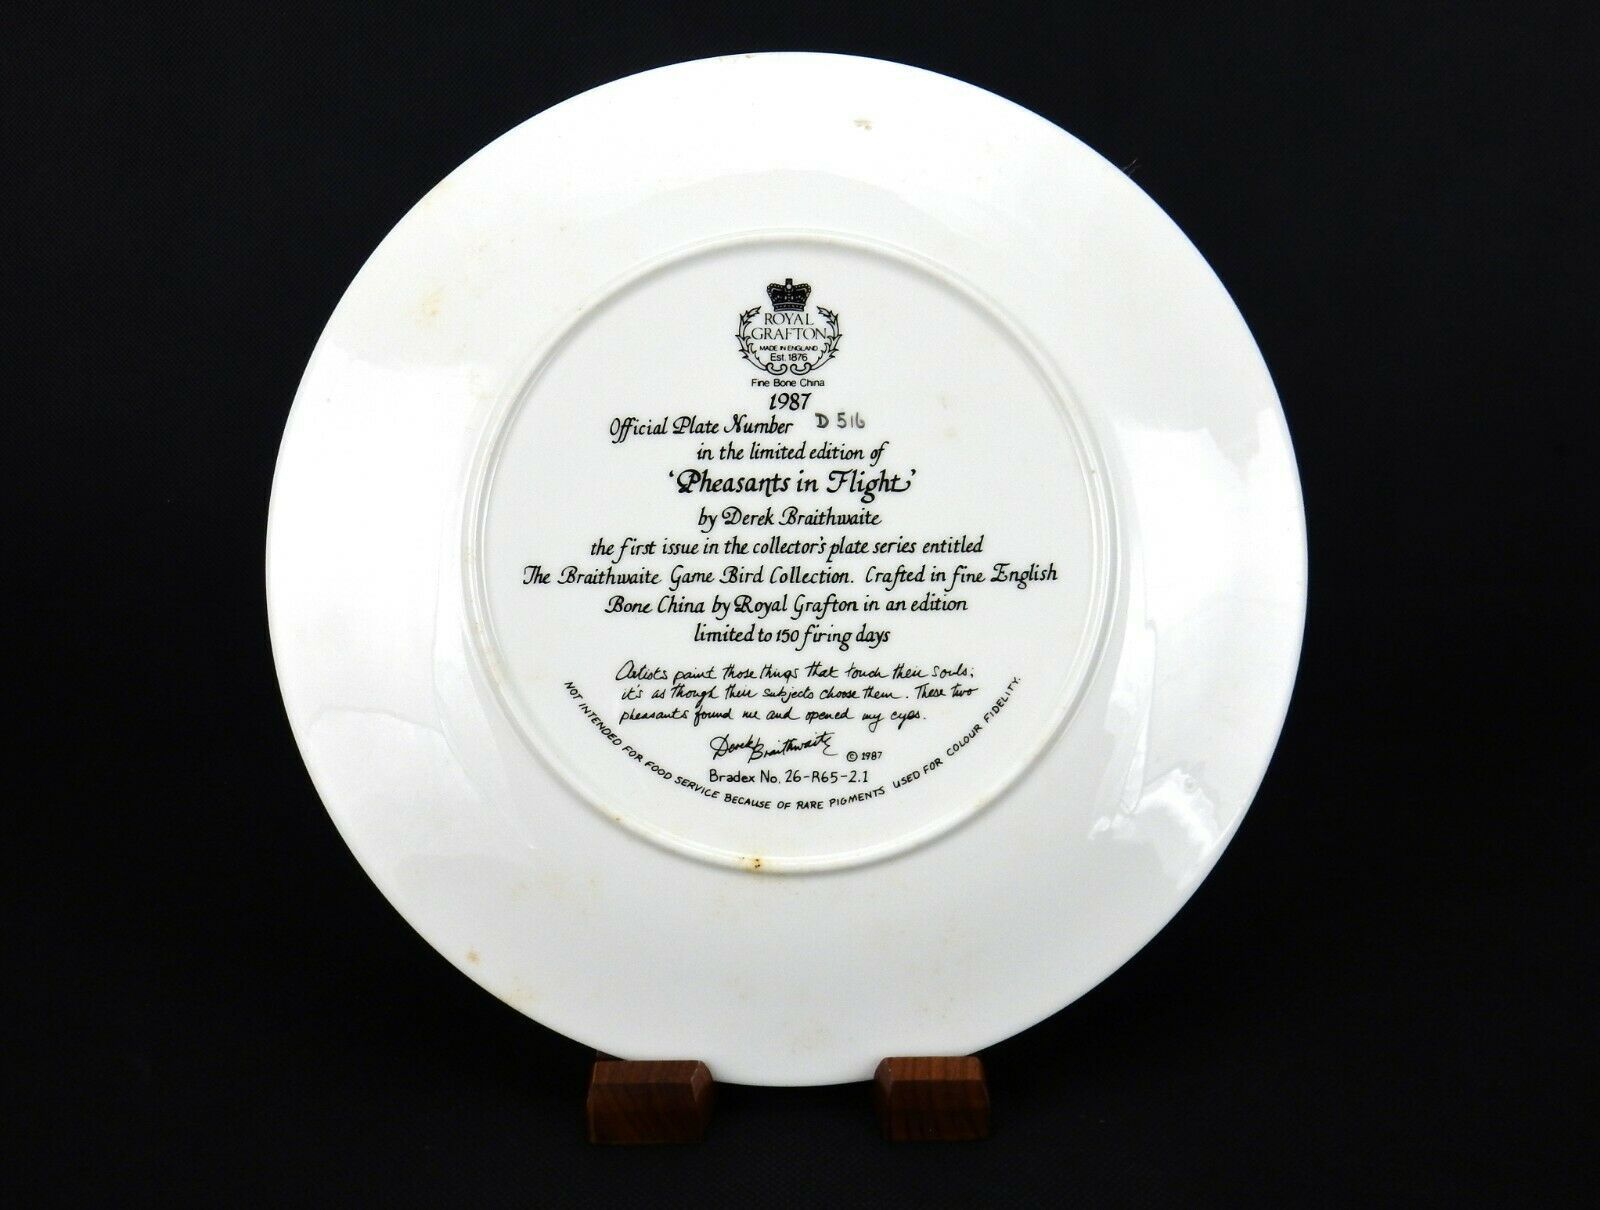 ROYAL
GRAFTON
MADE IN ENGLAND
Est. 1876
Fine Bone China
1987
Official Plate Number D 516
in the limited edition of
'Pheasants in Flight'
by Derek Braithwaite
the first issue in the collector's plate series entitled
The Braithwaite Game Bird Collection. Crafted in fine English
Bone China by Royal Grafton in an edition
limited to 150 firing days
Artists paint those things that touch their souls;
it's as though their subjects choose them. These two
pheasants found me and opened my eyes.
Derek Braithwaite © 1987
Bradex No. 26-R65-2.1
NOT INTENDED FOR FOOD SERVICE BECAUSE OF RARE PIGMENTS USED FOR COLOUR FIDELITY.